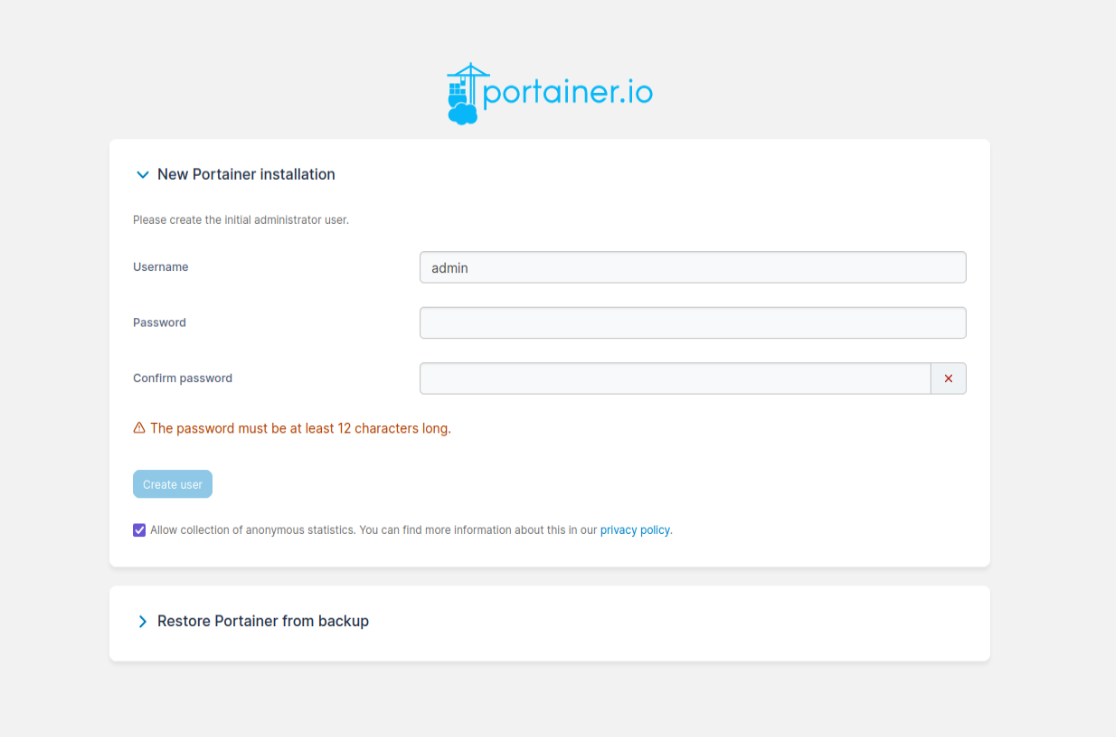 portainer.io
New Portainer installation
Please create the initial administrator user.
Username
admin
Password
Confirm password
The password must be at least 12 characters long.
Create user
Allow collection of anonymous statistics. You can find more information about this in our privacy policy.
Restore Portainer from backup